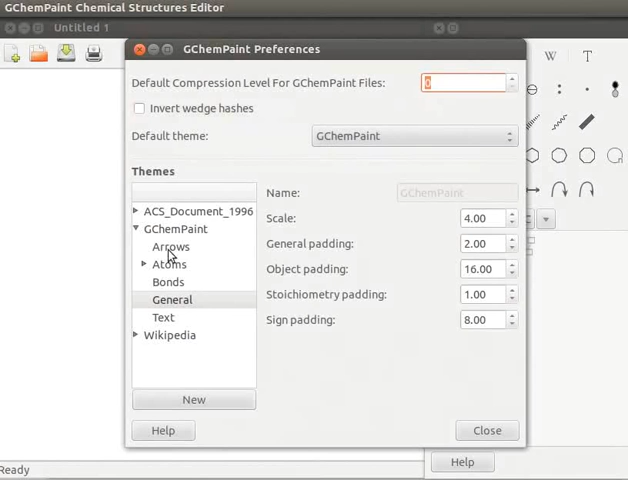 GChemPaint Chemical Structures Editor
Untitled 1
GChemPaint Preferences
Default Compression Level For GChemPaint Files: 0
Invert wedge hashes
Default theme: GChemPaint
Themes
ACS_Document_1996
GChemPaint
Arrows
Atoms
Bonds
General
Text
Wikipedia
New
Name: GChemPaint
Scale: 4.00
General padding: 2.00
Object padding: 16.00
Stoichiometry padding: 1.00
Sign padding: 8.00
Help
Close
W T
Help
Ready